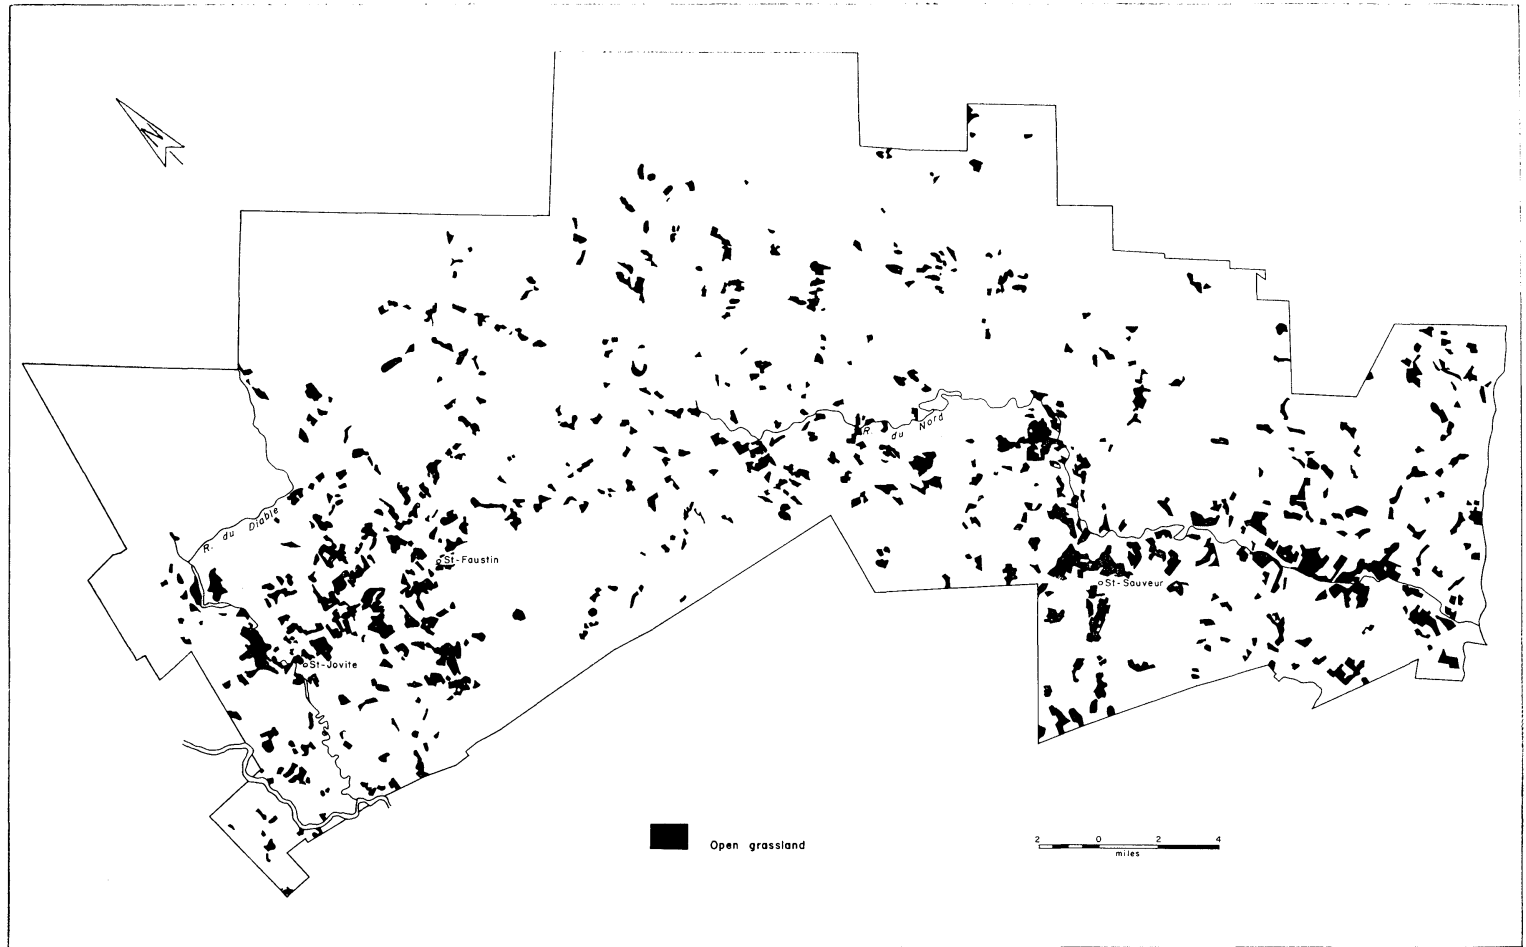 N
R. du Nord
R. du Diable
St-Faustin
St-Sauveur
St-Jovite
Open grassland
2 0 2 4
miles